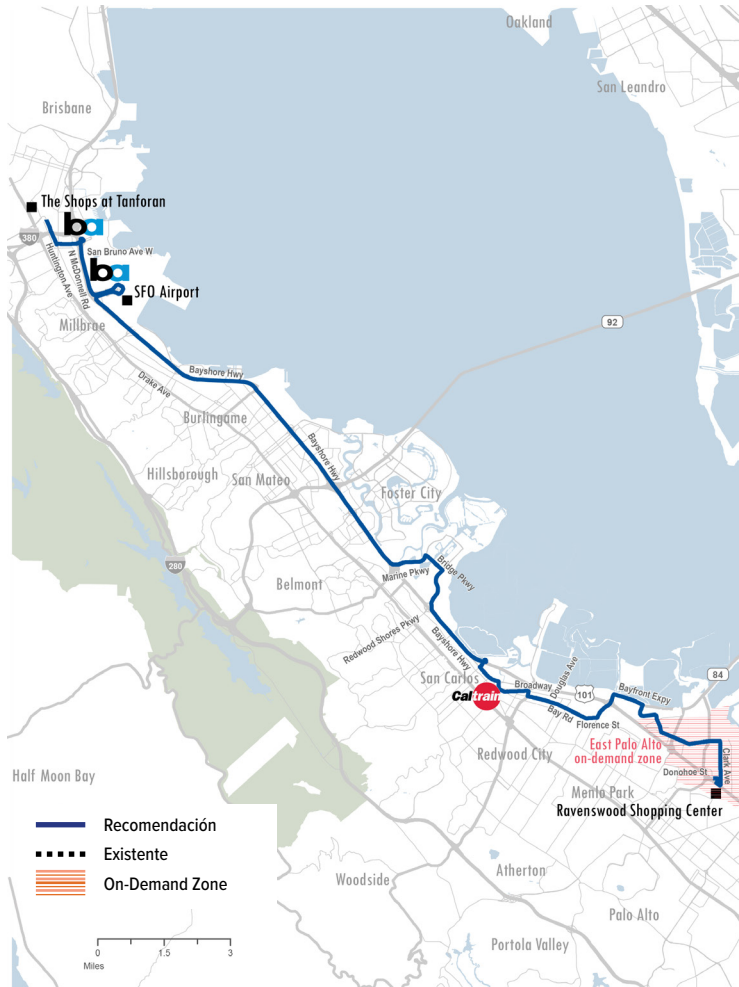 Oakland
San Leandro
Brisbane
The Shops at Tanforan
ba
380
San Bruno Ave W
Huntington Ave
N McDonnell Rd
ba
SFO Airport
Millbrae
92
Bayshore Hwy
Drake Ave
Burlingame
Bayshore Hwy
Hillsborough
San Mateo
Foster City
280
Belmont
Marine Pkwy
Bridge Pkwy
Redwood Shores Pkwy
Bayshore Hwy
San Carlos
Caltrain
Broadway
Douglas Ave
101
Bayfront Expy
84
Bay Rd
Florence St
Redwood City
East Palo Alto
on-demand zone
Clark Ave
Donohoe St
Half Moon Bay
Menlo Park
Ravenswood Shopping Center
Recomendación
Existente
On-Demand Zone
Woodside
Atherton
Palo Alto
Portola Valley
0 1.5 3
Miles